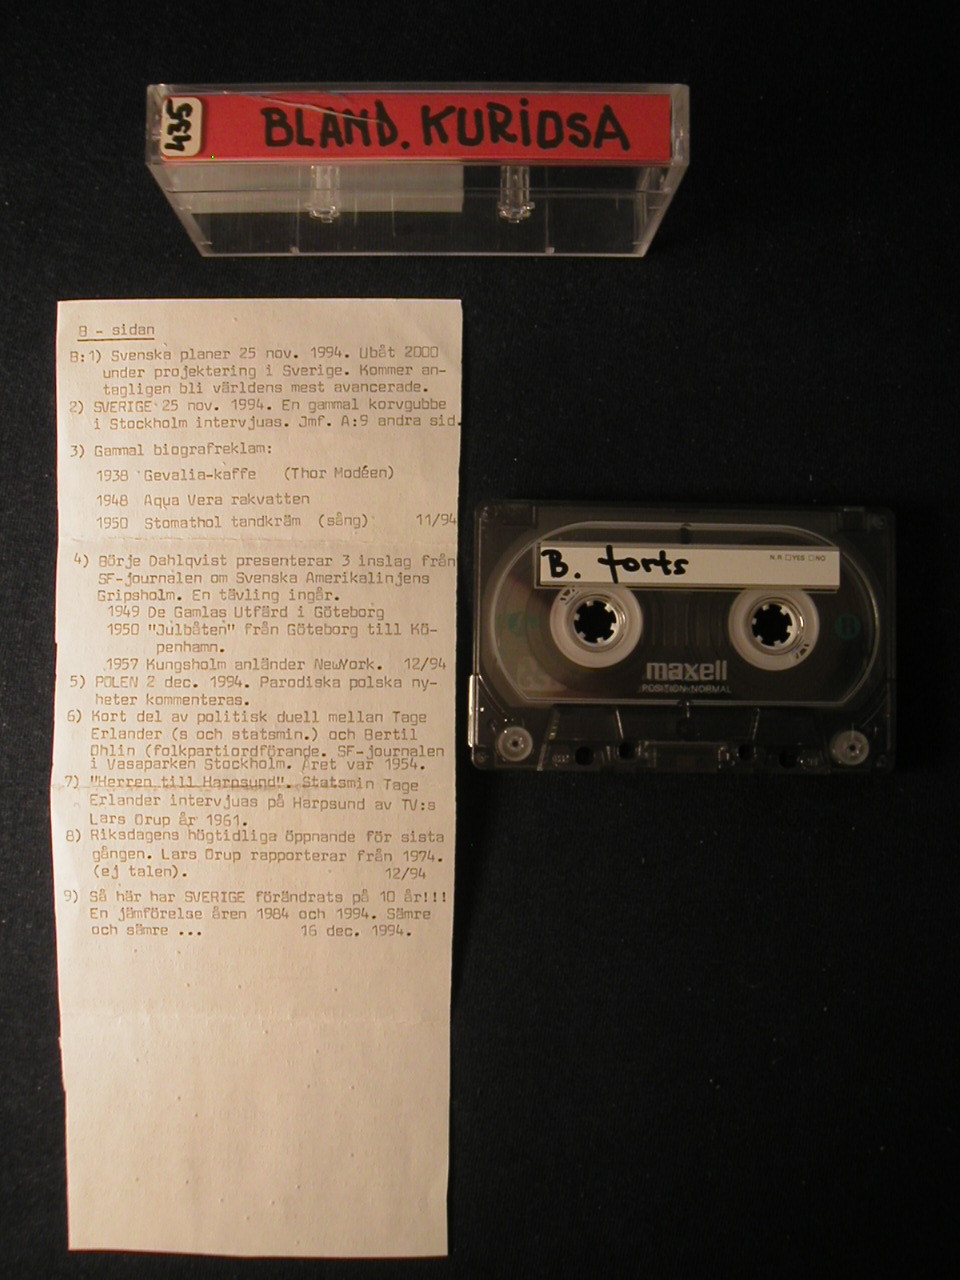 435
BLAND. KURIOSA
B - sidan
B:1) Svenska planer 25 nov. 1994. Ubåt 2000
under projektering i Sverige. Kommer an-
tagligen bli världens mest avancerade.
2) SVERIGE 25 nov. 1994. En gammal korvgubbe
i Stockholm intervjuas. Jmf. A:9 andra sid.
3) Gammal biografreklam:
1938 Gevalia-kaffe (Thor Modéen)
1948 Aqua Vera rakvatten
1950 Stomathol tandkräm (sång) 11/94
4) Börje Dahlqvist presenterar 3 inslag från
SF-journalen om Svenska Amerikalinjens
Gripsholm. En tävling ingår.
1949 De Gamlas Utfärd i Göteborg
1950 "Julbåten" från Göteborg till Kö-
penhamn.
1957 Kungsholm anländer NewYork. 12/94
5) POLEN 2 dec. 1994. Parodiska polska ny-
heter kommenteras.
6) Kort del av politisk duell mellan Tage
Erlander (s och statsmin.) och Bertil
Ohlin (folkpartiordförande. SF-journalen
i Vasaparken Stockholm. Året var 1954.
7) "Herren till Harpsund". Statsmin Tage
Erlander intervjuas på Harpsund av TV:s
Lars Orup år 1961.
8) Riksdagens högtidliga öppnande för sista
gången. Lars Orup rapporterar från 1974.
(ej talen). 12/94
9) Så här har SVERIGE förändrats på 10 år!!!
En jämförelse åren 1984 och 1994. Sämre
och sämre ... 16 dec. 1994.
B. forts
N.R. □YES □NO
maxell
POSITION·NORMAL